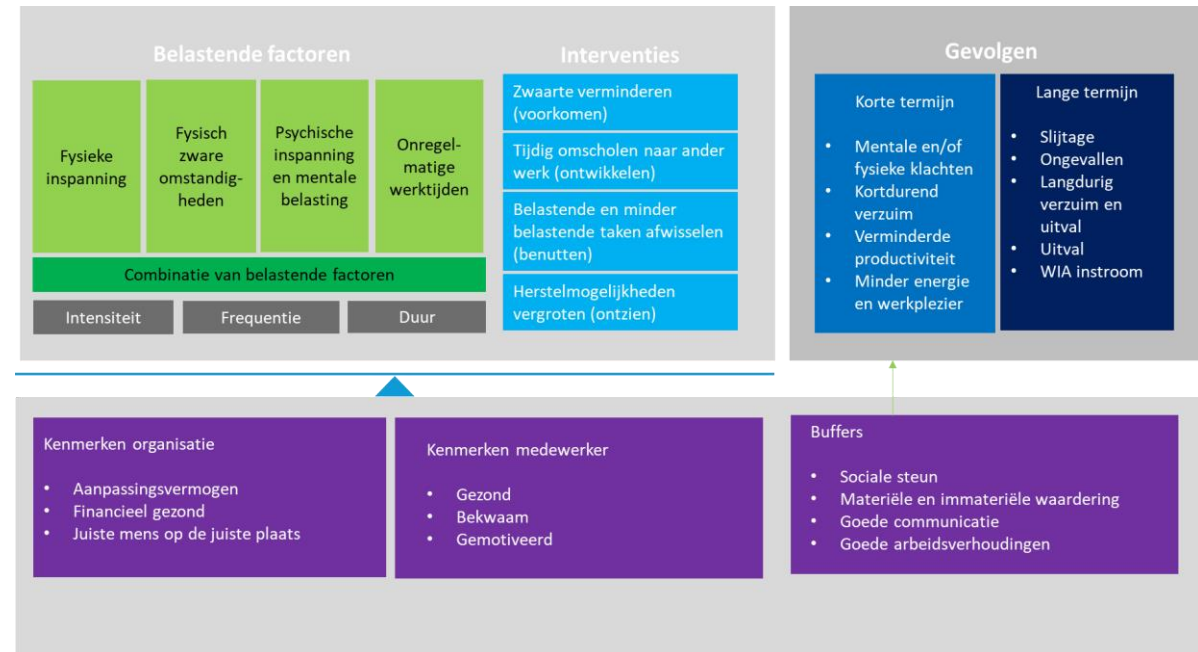 Belastende factoren
Fysieke
inspanning
Fysisch
zware
omstandig-
heden
Psychische
inspanning
en mentale
belasting
Onregel-
matige
werktijden
Combinatie van belastende factoren
Intensiteit
Frequentie
Duur
Interventies
Zwaarte verminderen
(voorkomen)
Tijdig omscholen naar ander
werk (ontwikkelen)
Belastende en minder
belastende taken afwisselen
(benutten)
Herstelmogelijkheden
vergroten (ontzien)
Gevolgen
Korte termijn
• Mentale en/of
fysieke klachten
• Kortdurend
verzuim
• Verminderde
productiviteit
• Minder energie
en werkplezier
Lange termijn
• Slijtage
• Ongevallen
• Langdurig
verzuim en
uitval
• Uitval
• WIA instroom
Kenmerken organisatie
• Aanpassingsvermogen
• Financieel gezond
• Juiste mens op de juiste plaats
Kenmerken medewerker
• Gezond
• Bekwaam
• Gemotiveerd
Buffers
• Sociale steun
• Materiële en immateriële waardering
• Goede communicatie
• Goede arbeidsverhoudingen